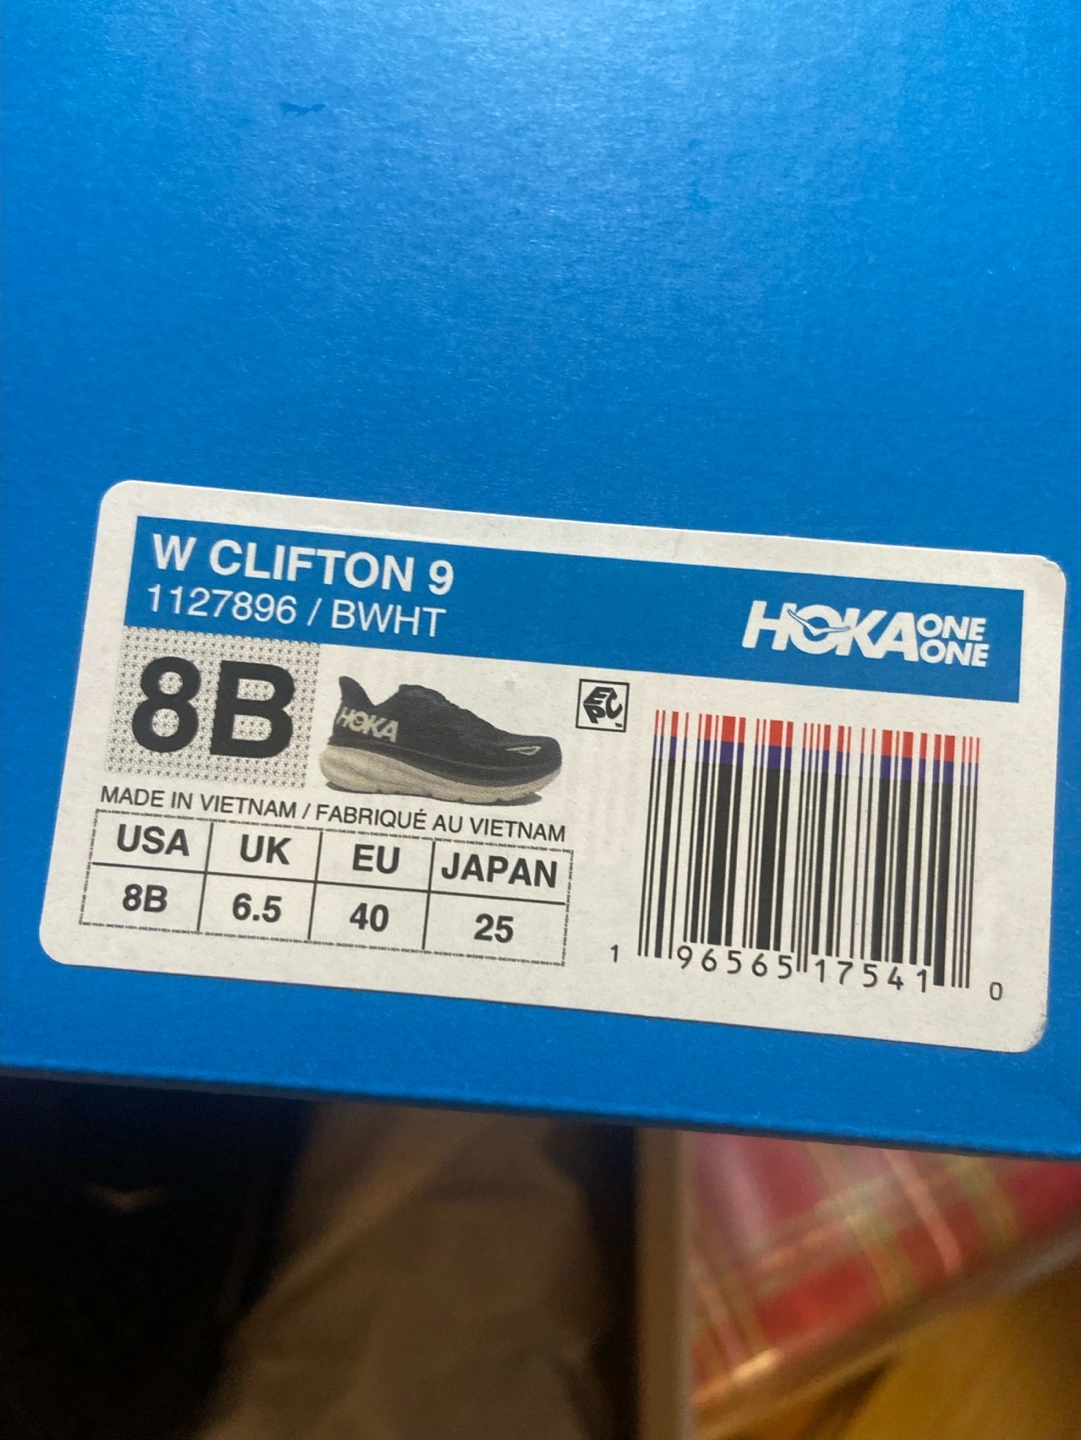 W CLIFTON 9
1127896 / BWHT
HOKA ONE ONE
8B
HOKA
EPC
MADE IN VIETNAM / FABRIQUÉ AU VIETNAM
USA UK EU JAPAN
8B 6.5 40 25
1 96565 17541 0